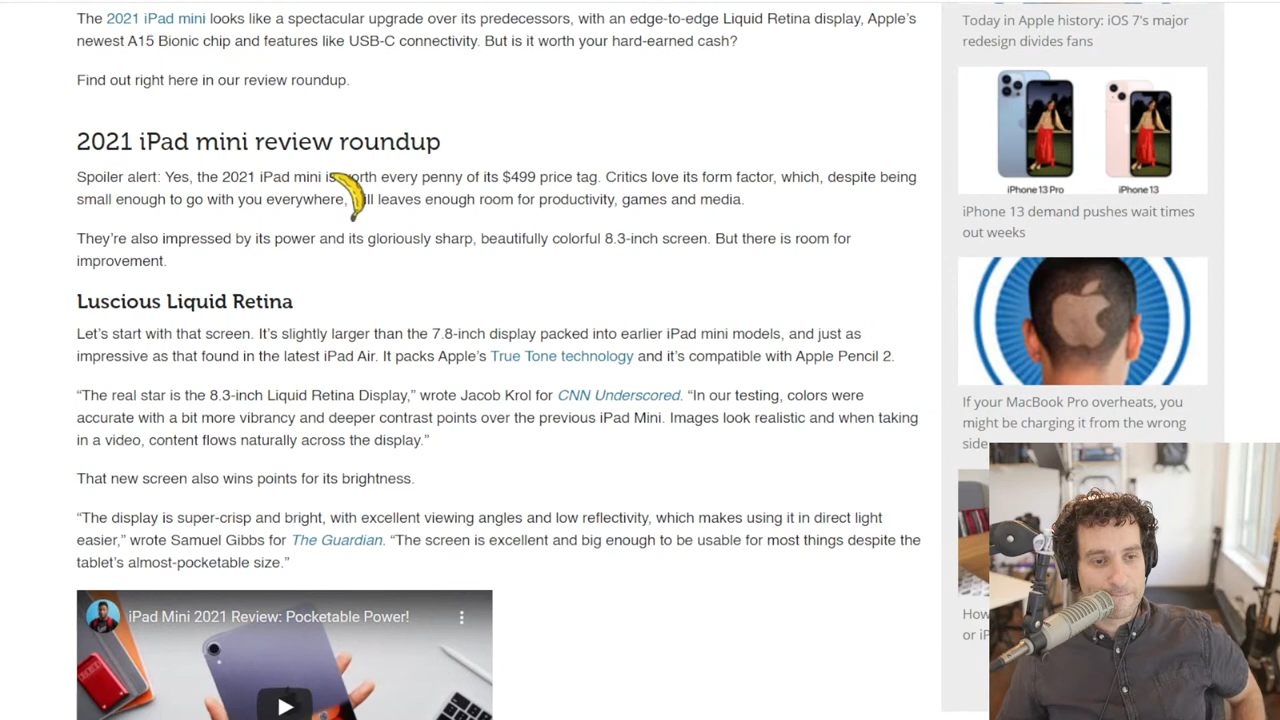 The 2021 iPad mini looks like a spectacular upgrade over its predecessors, with an edge-to-edge Liquid Retina display, Apple’s
newest A15 Bionic chip and features like USB-C connectivity. But is it worth your hard-earned cash?
Find out right here in our review roundup.
2021 iPad mini review roundup
Spoiler alert: Yes, the 2021 iPad mini is worth every penny of its $499 price tag. Critics love its form factor, which, despite being
small enough to go with you everywhere, leaves enough room for productivity, games and media.
They’re also impressed by its power and its gloriously sharp, beautifully colorful 8.3-inch screen. But there is room for
improvement.
Luscious Liquid Retina
Let’s start with that screen. It’s slightly larger than the 7.8-inch display packed into earlier iPad mini models, and just as
impressive as that found in the latest iPad Air. It packs Apple’s True Tone technology and it’s compatible with Apple Pencil 2.
“The real star is the 8.3-inch Liquid Retina Display,” wrote Jacob Krol for CNN Underscored. “In our testing, colors were
accurate with a bit more vibrancy and deeper contrast points over the previous iPad Mini. Images look realistic and when taking
in a video, content flows naturally across the display.”
That new screen also wins points for its brightness.
“The display is super-crisp and bright, with excellent viewing angles and low reflectivity, which makes using it in direct light
easier,” wrote Samuel Gibbs for The Guardian. “The screen is excellent and big enough to be usable for most things despite the
tablet’s almost-pocketable size.”
iPad Mini 2021 Review: Pocketable Power!
Today in Apple history: iOS 7's major
redesign divides fans
iPhone 13 Pro
iPhone 13
iPhone 13 demand pushes wait times
out weeks
If your MacBook Pro overheats, you
might be charging it from the wrong
side
How
or